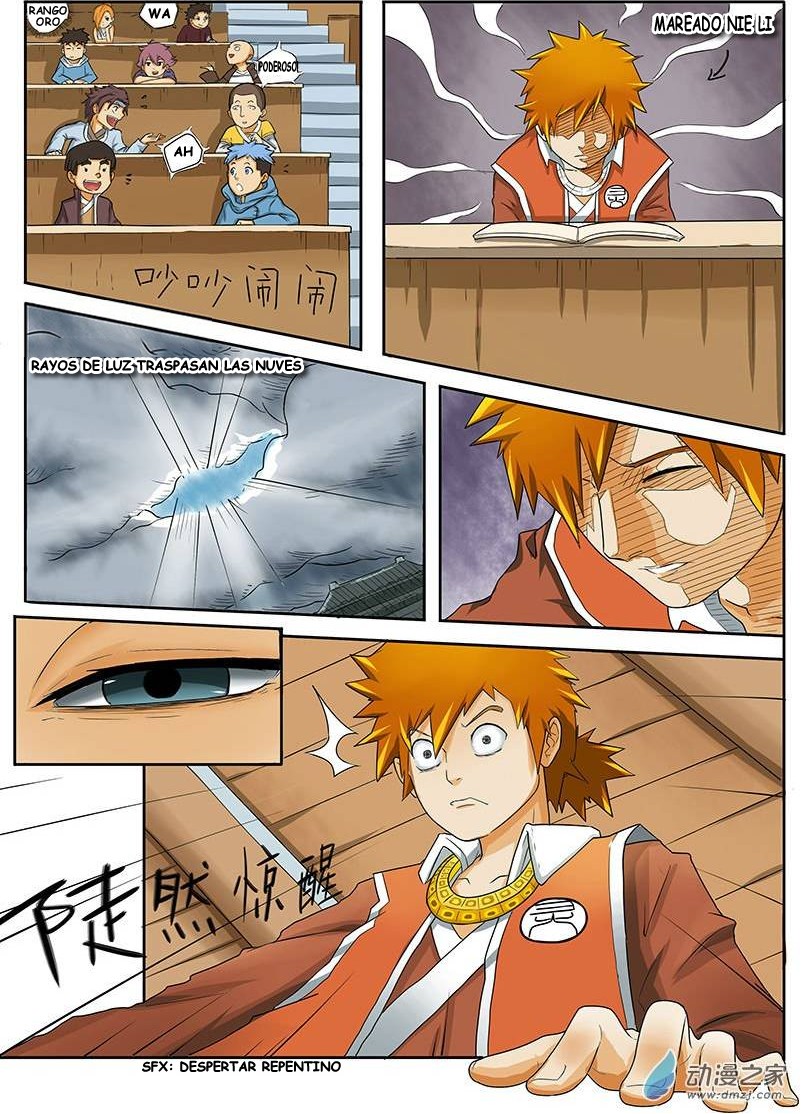 RANGO
ORO
WA
PODEROSO!
AH
吵吵闹闹
MAREADO NIE LI
RAYOS DE LUZ TRASPASAN LAS NUVES
陡然惊醒
SFX: DESPERTAR REPENTINO
动漫之家
www.dmzj.com